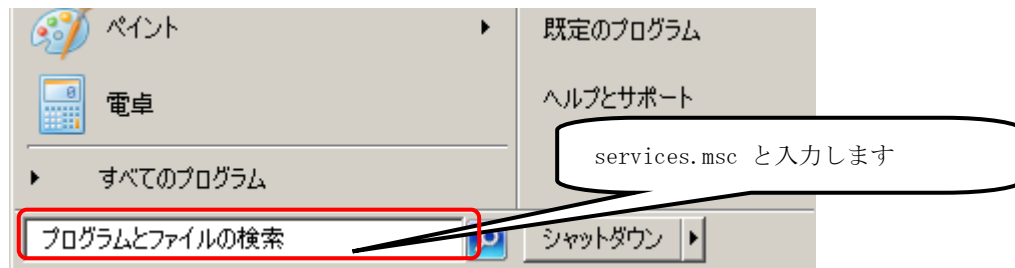 ペイント
既定のプログラム
電卓
ヘルプとサポート
services.msc と入力します
すべてのプログラム
プログラムとファイルの検索
シャットダウン